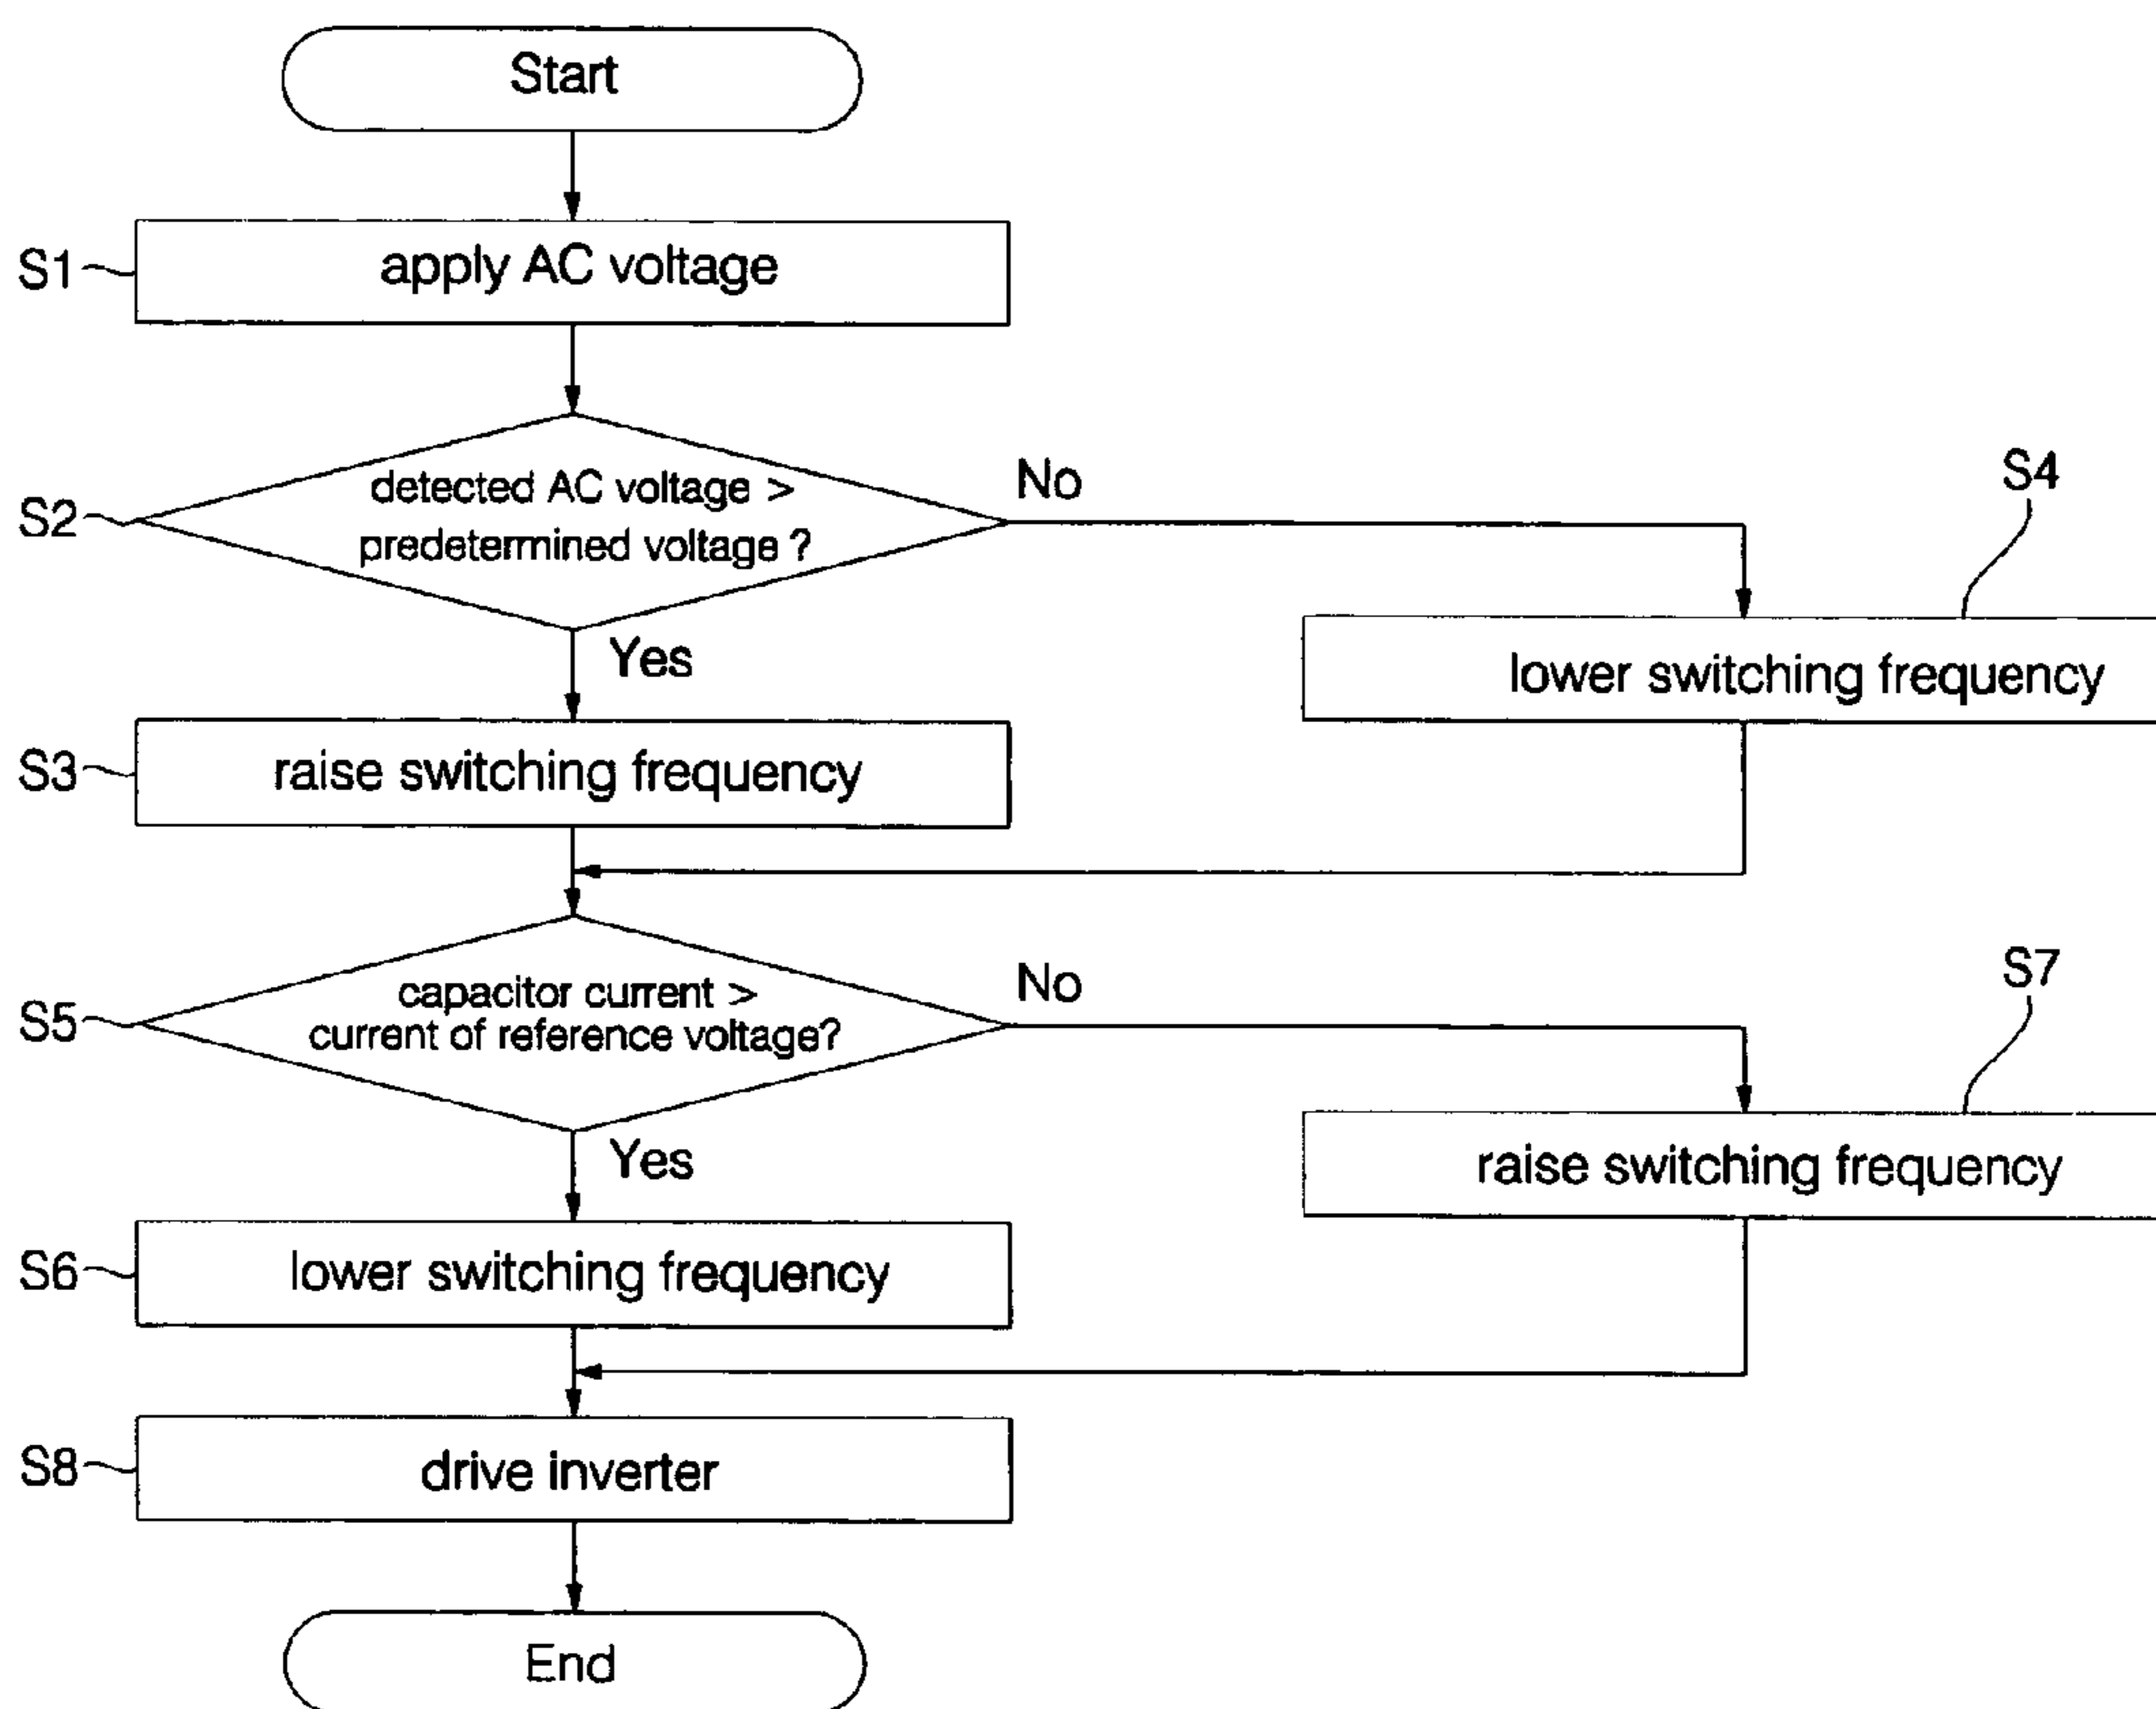 Start
S1
apply AC voltage
S2
detected AC voltage >
predetermined voltage ?
No
S4
lower switching frequency
Yes
S3
raise switching frequency
S5
capacitor current >
current of reference voltage?
No
S7
raise switching frequency
Yes
S6
lower switching frequency
S8
drive inverter
End